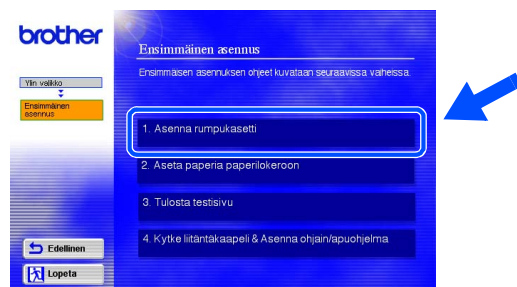 brother
Ensimmäinen asennus
Ensimmäisen asennuksen ohjeet kuvataan seuraavissa vaiheissa.
Ylin valikko
Ensimmäinen
asennus
1. Asenna rumpukasetti
2. Aseta paperia paperilokeroon
3. Tulosta testisivu
4. Kytke liitäntäkaapeli & Asenna ohjain/apuohjelma
Edellinen
Lopeta